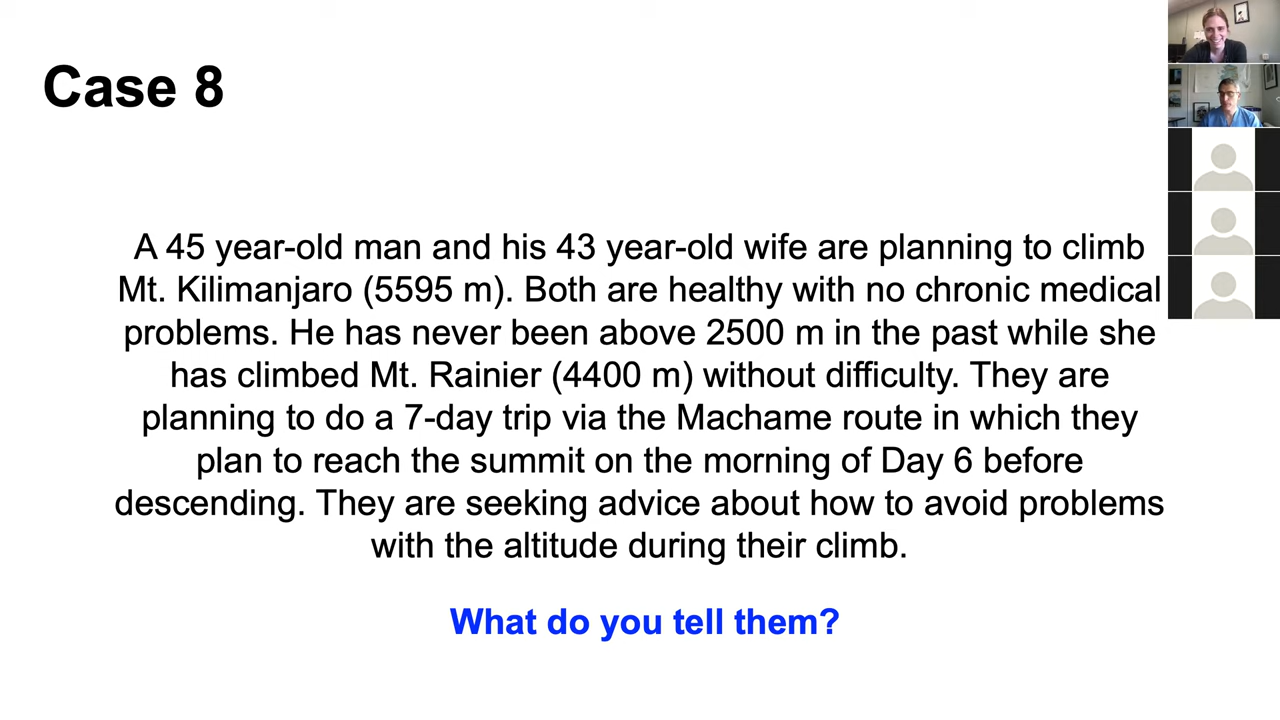 Case 8
A 45 year-old man and his 43 year-old wife are planning to climb
Mt. Kilimanjaro (5595 m). Both are healthy with no chronic medical
problems. He has never been above 2500 m in the past while she
has climbed Mt. Rainier (4400 m) without difficulty. They are
planning to do a 7-day trip via the Machame route in which they
plan to reach the summit on the morning of Day 6 before
descending. They are seeking advice about how to avoid problems
with the altitude during their climb.
What do you tell them?